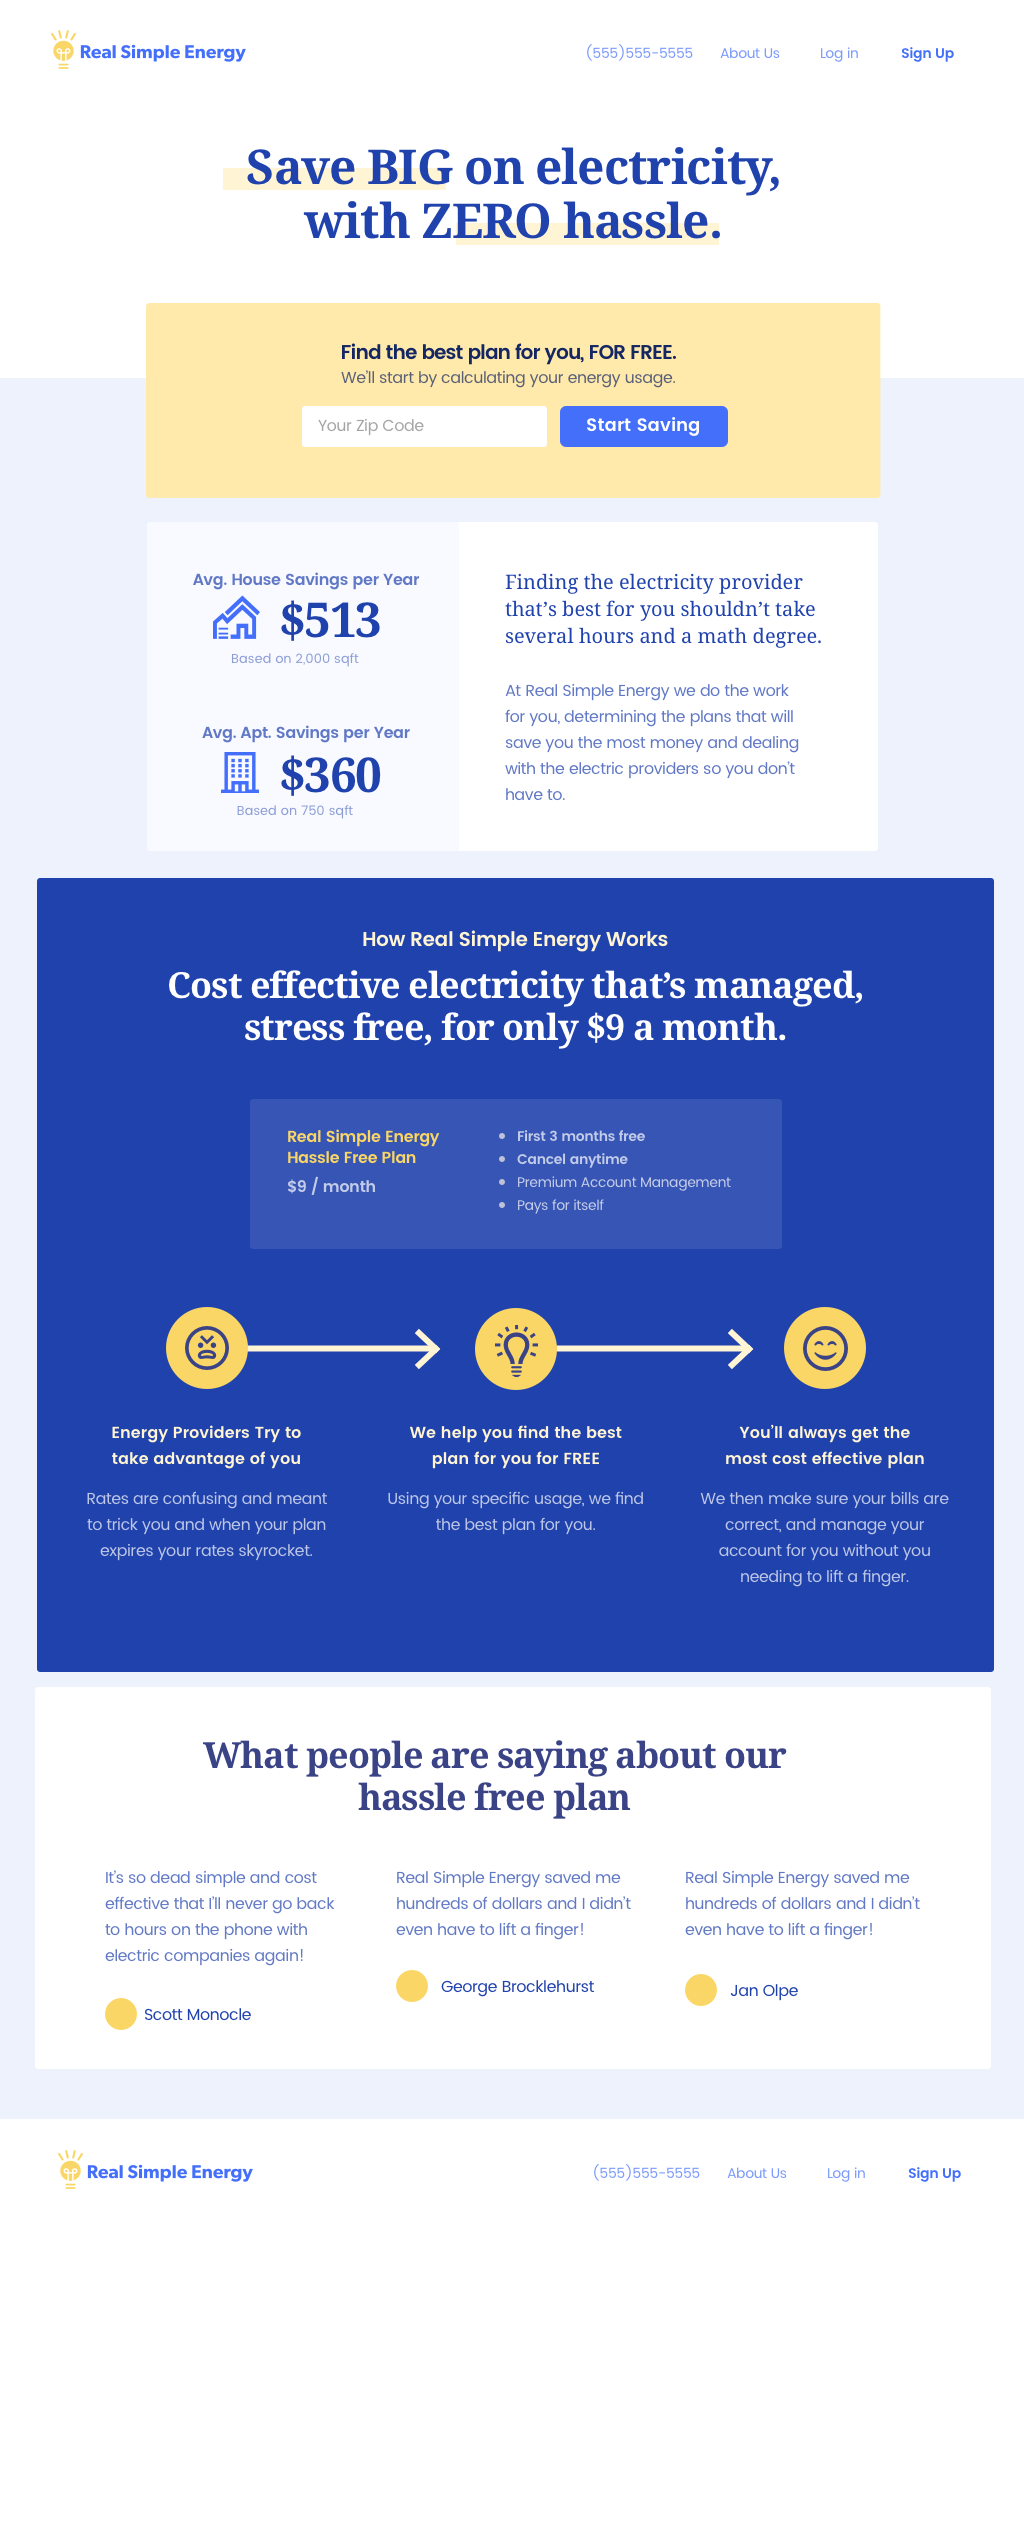 Real Simple Energy
(555)555-5555 About Us Log in Sign Up
Save BIG on electricity,
with ZERO hassle.
Find the best plan for you, FOR FREE.
We'll start by calculating your energy usage.
Your Zip Code
Start Saving
Avg. House Savings per Year
$513
Based on 2,000 sqft
Avg. Apt. Savings per Year
$360
Based on 750 sqft
Finding the electricity provider
that’s best for you shouldn’t take
several hours and a math degree.
At Real Simple Energy we do the work
for you, determining the plans that will
save you the most money and dealing
with the electric providers so you don't
have to.
How Real Simple Energy Works
Cost effective electricity that’s managed,
stress free, for only $9 a month.
Real Simple Energy
Hassle Free Plan
$9 / month
First 3 months free
Cancel anytime
Premium Account Management
Pays for itself
Energy Providers Try to
take advantage of you
Rates are confusing and meant
to trick you and when your plan
expires your rates skyrocket.
We help you find the best
plan for you for FREE
Using your specific usage, we find
the best plan for you.
You'll always get the
most cost effective plan
We then make sure your bills are
correct, and manage your
account for you without you
needing to lift a finger.
What people are saying about our
hassle free plan
It's so dead simple and cost
effective that I'll never go back
to hours on the phone with
electric companies again!
Scott Monocle
Real Simple Energy saved me
hundreds of dollars and I didn't
even have to lift a finger!
George Brocklehurst
Real Simple Energy saved me
hundreds of dollars and I didn't
even have to lift a finger!
Jan Olpe
Real Simple Energy
(555)555-5555 About Us Log in Sign Up